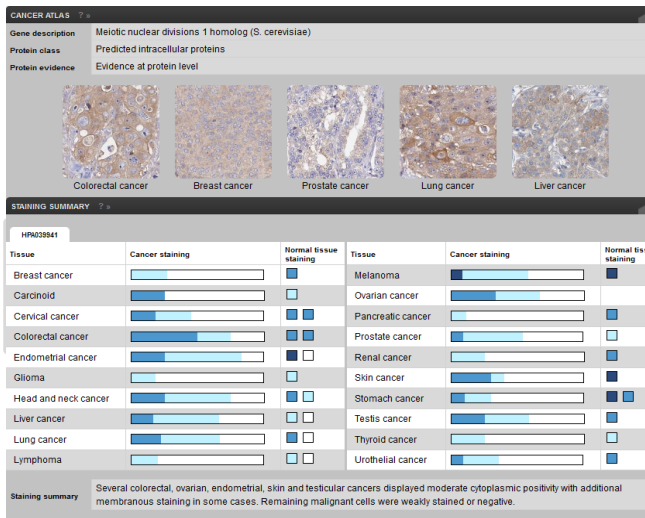 CANCER ATLAS ? »
Gene description Meiotic nuclear divisions 1 homolog (S. cerevisiae)
Protein class Predicted intracellular proteins
Protein evidence Evidence at protein level
Colorectal cancer Breast cancer Prostate cancer Lung cancer Liver cancer
STAINING SUMMARY ? »
HPA039941
Tissue Cancer staining Normal tissue staining Tissue Cancer staining Normal tis staining
Breast cancer Melanoma
Carcinoid Ovarian cancer
Cervical cancer Pancreatic cancer
Colorectal cancer Prostate cancer
Endometrial cancer Renal cancer
Glioma Skin cancer
Head and neck cancer Stomach cancer
Liver cancer Testis cancer
Lung cancer Thyroid cancer
Lymphoma Urothelial cancer
Staining summary Several colorectal, ovarian, endometrial, skin and testicular cancers displayed moderate cytoplasmic positivity with additional
membranous staining in some cases. Remaining malignant cells were weakly stained or negative.